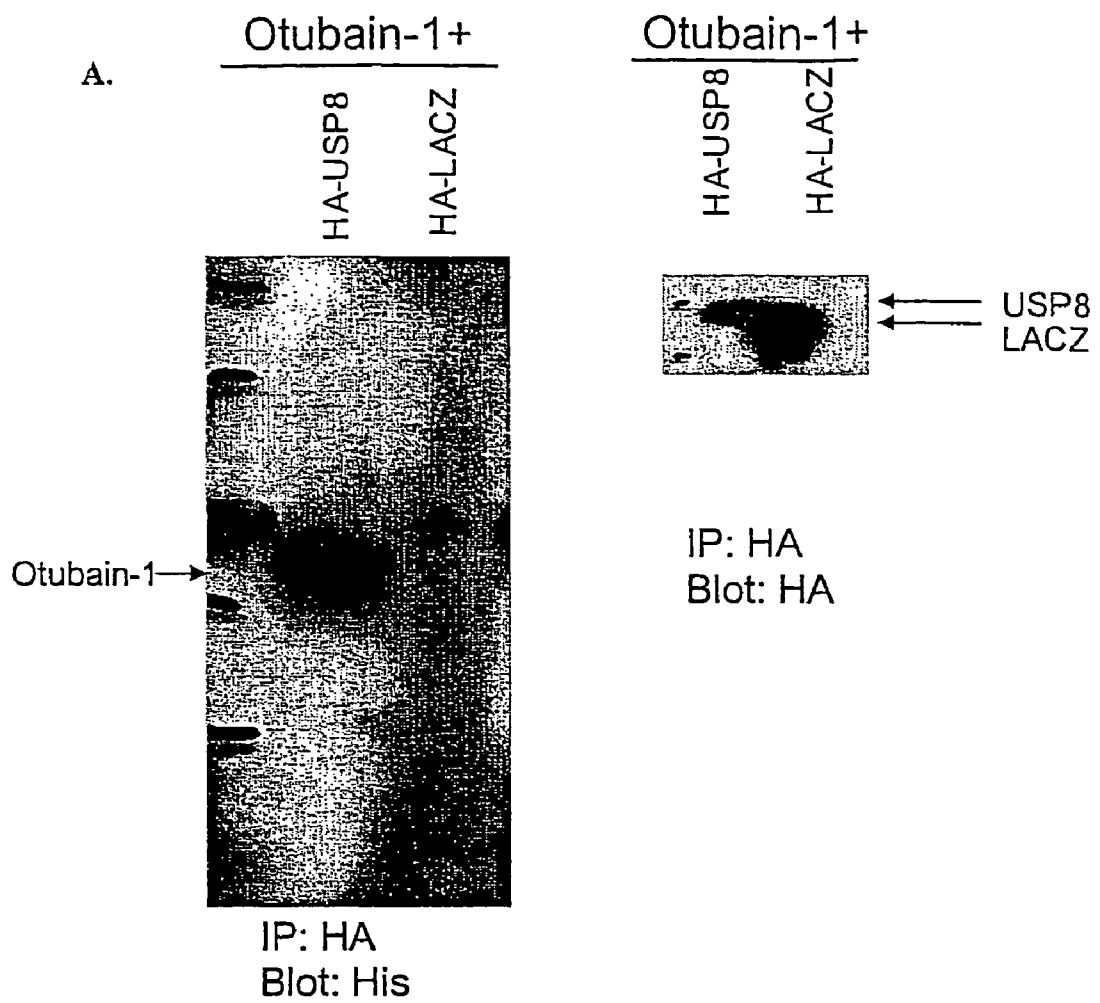 A.
Otubain-1+
HA-USP8
HA-LACZ
Otubain-1→
IP: HA
Blot: His
Otubain-1+
HA-USP8
HA-LACZ
USP8
LACZ
IP: HA
Blot: HA